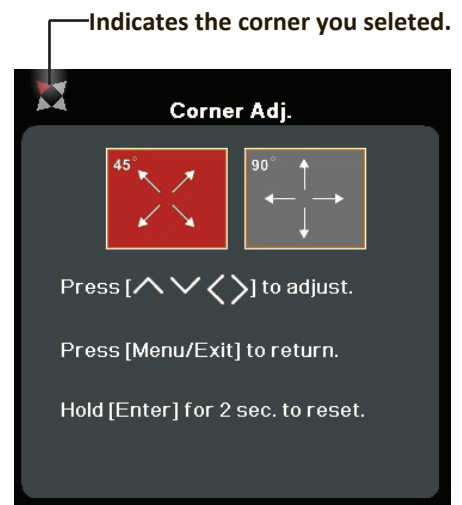 Indicates the corner you seleted.
Corner Adj.
45° 90°
Press [∧∨<>] to adjust.
Press [Menu/Exit] to return.
Hold [Enter] for 2 sec. to reset.